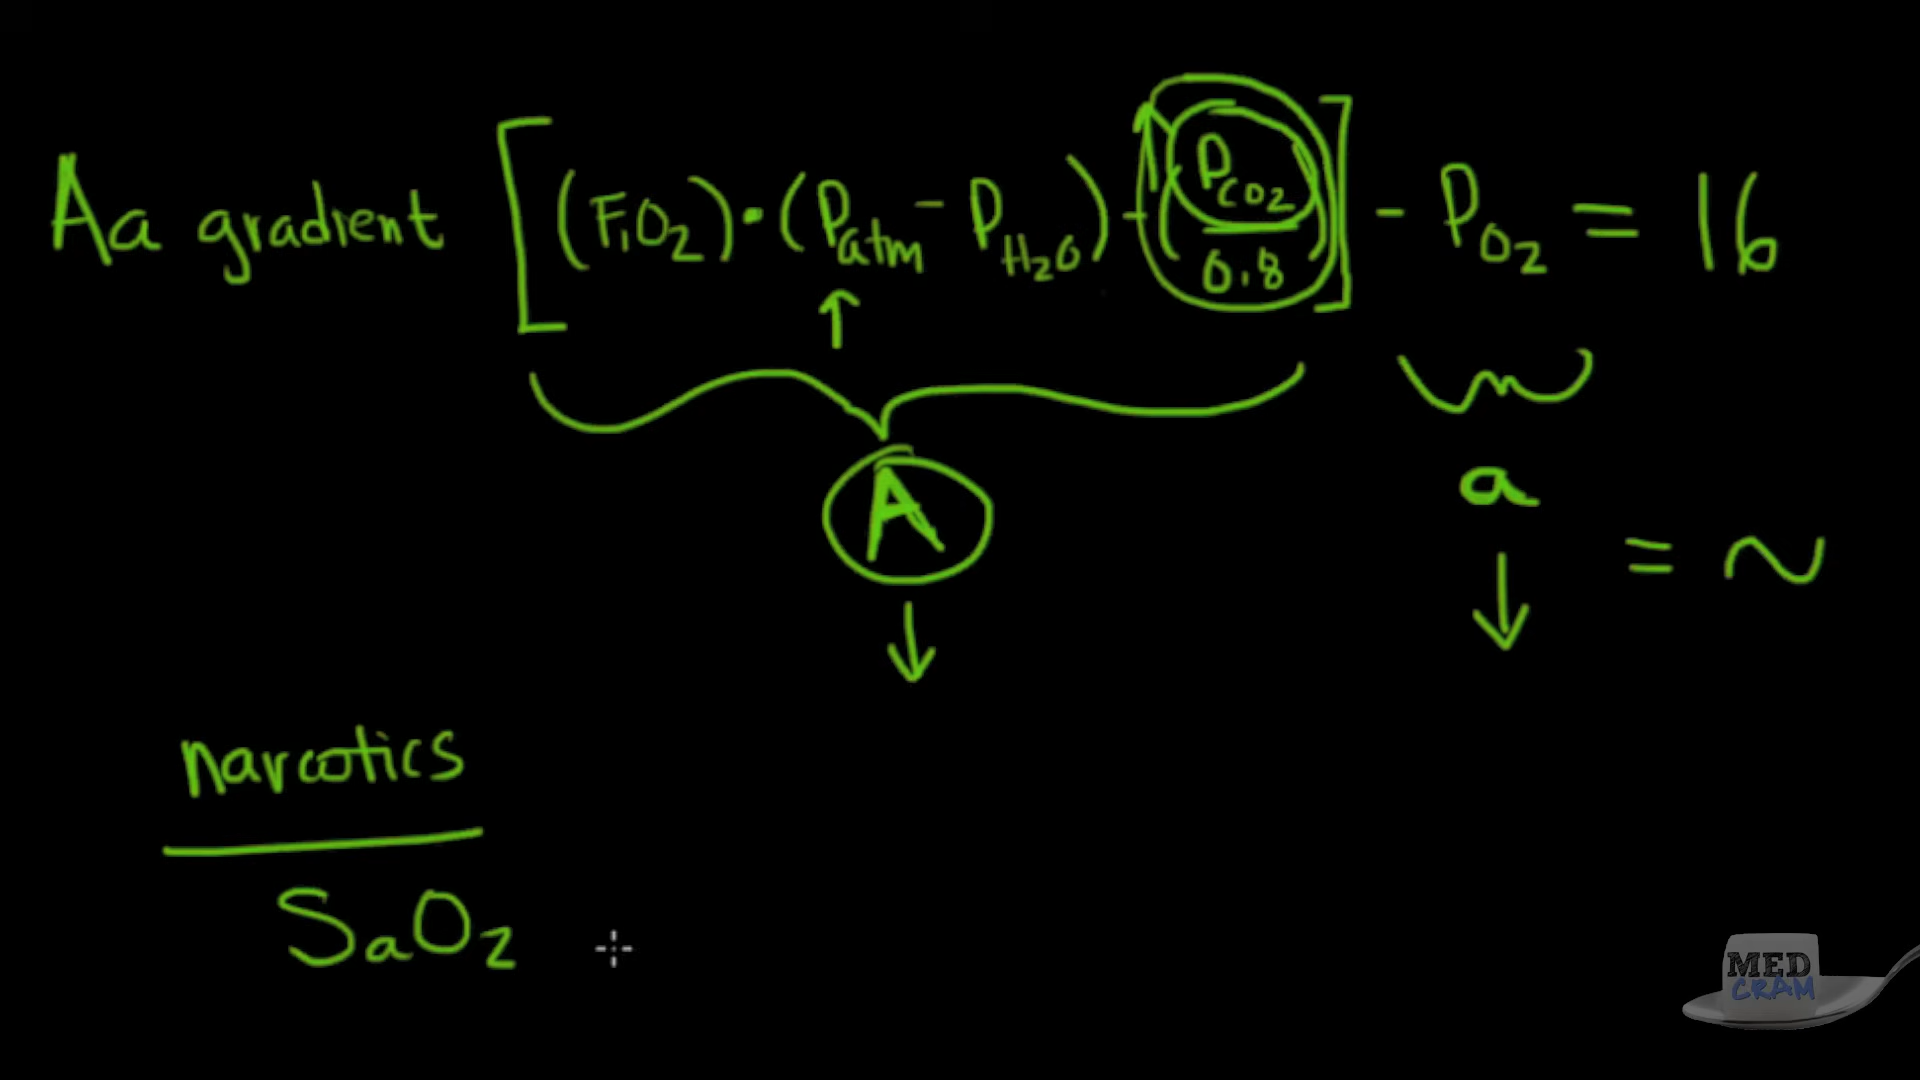 Aa gradient [(FiO2)·(Patm - PH2O) - (PCO2/0.8)] - PO2 = 16
↑
A a
= ~
↓ ↓
narcotics
SaO2
MED
CRAM